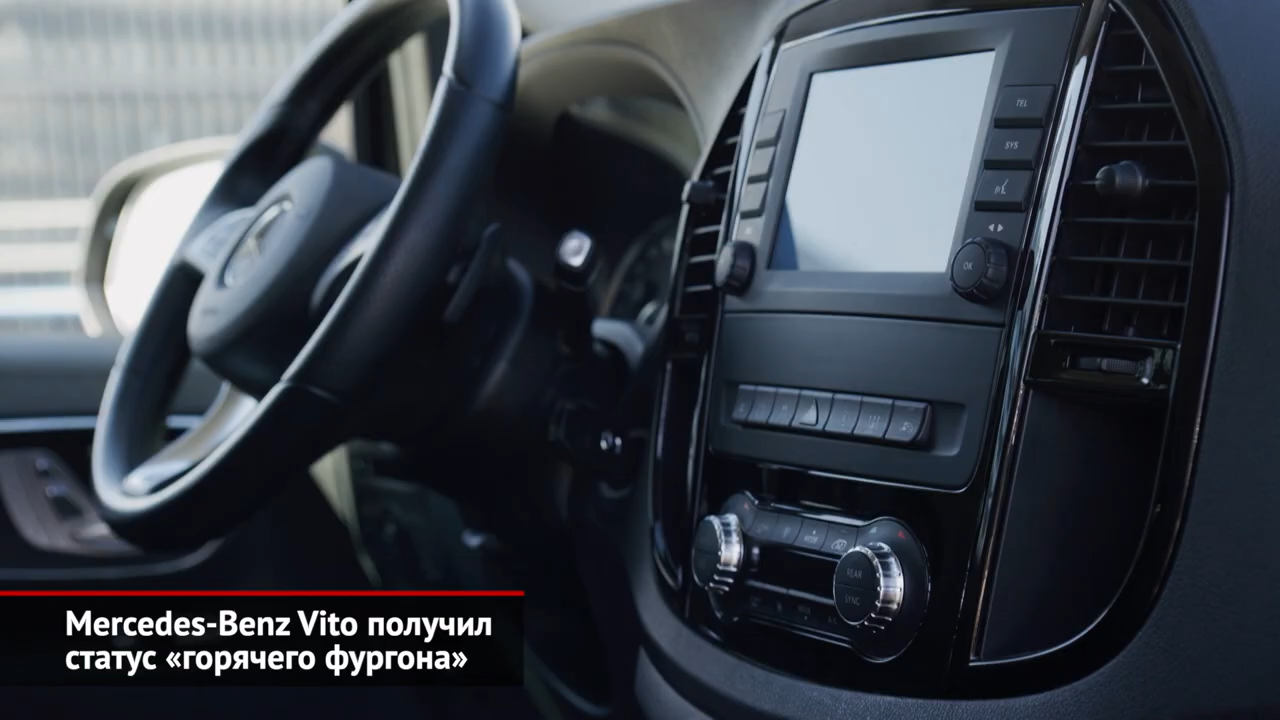 TEL
SYS
OK
REAR
SYNC
Mercedes-Benz Vito получил
статус «горячего фургона»